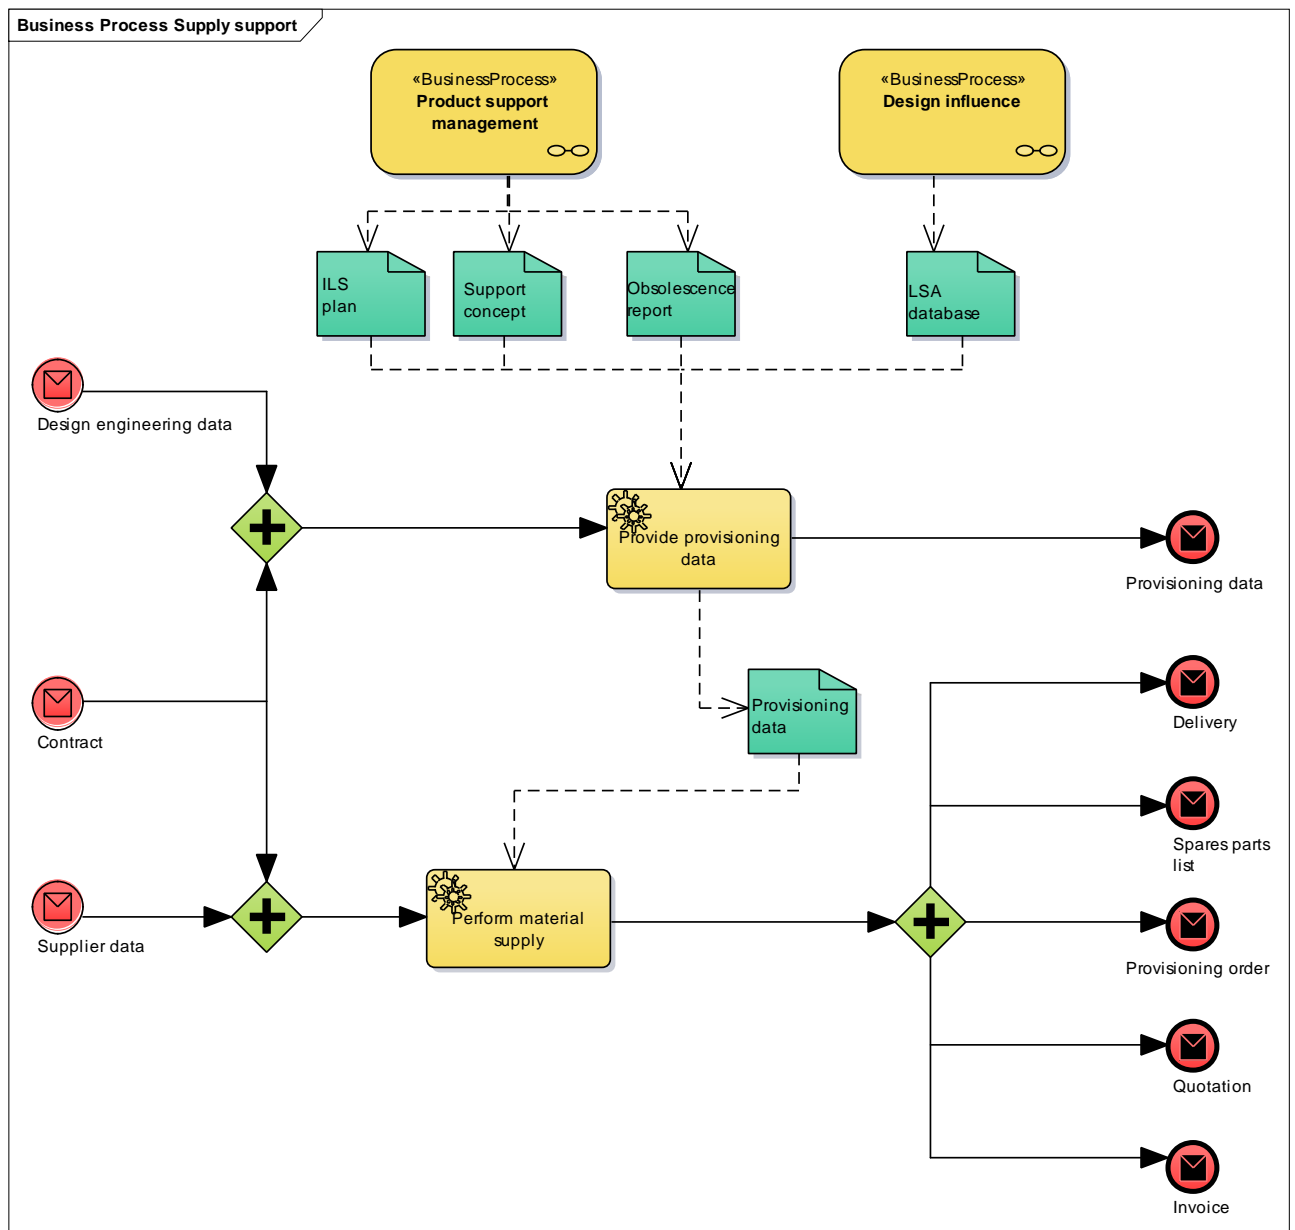 Business Process Supply support
«BusinessProcess»
Product support
management
«BusinessProcess»
Design influence
ILS
plan
Support
concept
Obsolescence
report
LSA
database
Design engineering data
Provide provisioning
data
Provisioning data
Contract
Provisioning
data
Delivery
Spares parts
list
Supplier data
Perform material
supply
Provisioning order
Quotation
Invoice